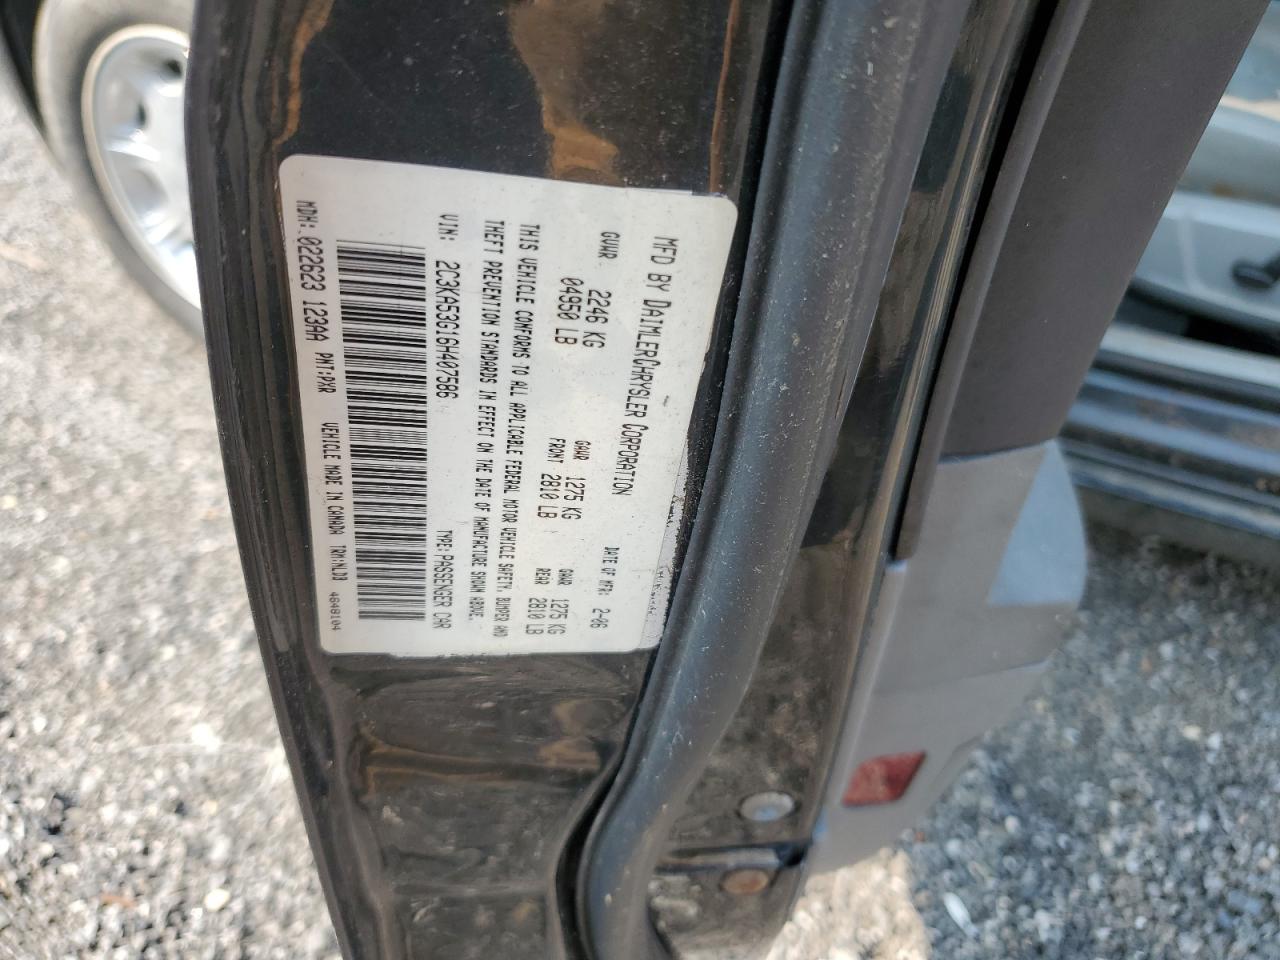 MFD BY DAIMLERCHRYSLER CORPORATION
DATE OF MFR: 2-06
GVWR 2246 KG
04950 LB
GAWR FRONT 1275 KG
2810 LB
GAWR REAR 1275 KG
2810 LB
THIS VEHICLE CONFORMS TO ALL APPLICABLE FEDERAL MOTOR VEHICLE SAFETY, BUMPER AND
THEFT PREVENTION STANDARDS IN EFFECT ON THE DATE OF MANUFACTURE SHOWN ABOVE.
VIN: 2C3KA53G16H407586 TYPE: PASSENGER CAR
MDH: 022623 123AA PNT: PXR VEHICLE MADE IN CANADA TRM: NLD3 4648104